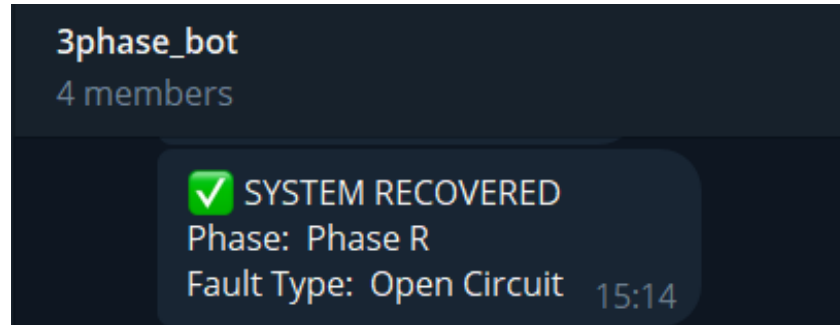 3phase_bot
4 members
✅ SYSTEM RECOVERED
Phase: Phase R
Fault Type: Open Circuit 15:14